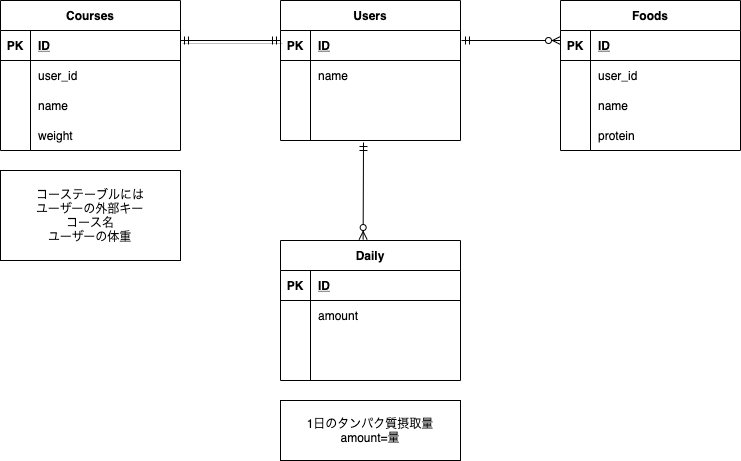 Courses
PK ID
user_id
name
weight
コーステーブルには
ユーザーの外部キー
コース名
ユーザーの体重
Users
PK ID
name
Foods
PK ID
user_id
name
protein
Daily
PK ID
amount
1日のタンパク質摂取量
amount=量